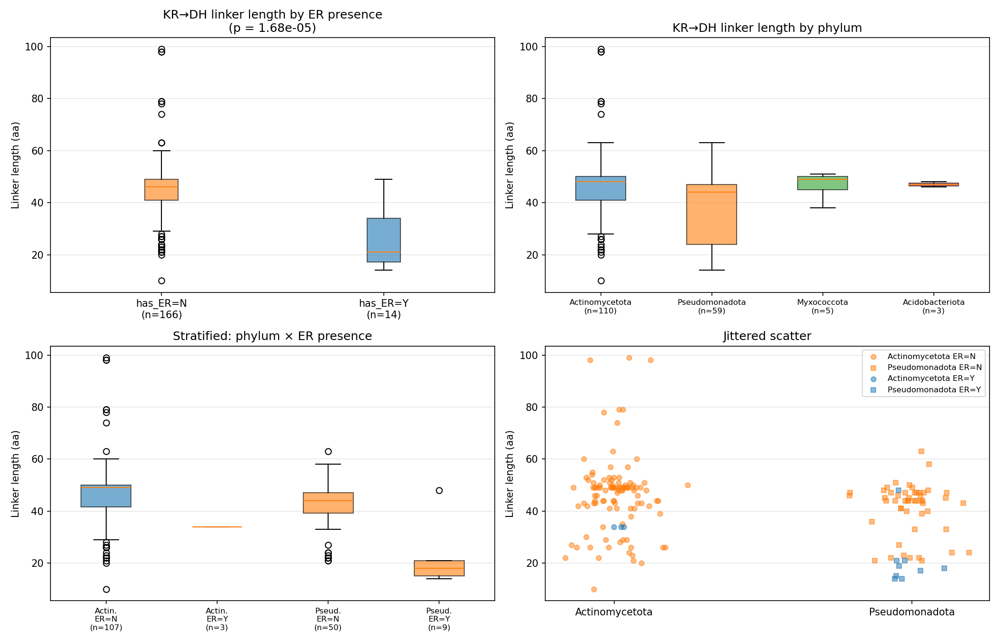 KR→DH linker length by ER presence
(p = 1.68e-05)
Linker length (aa)
100
80
60
40
20
has_ER=N
(n=166)
has_ER=Y
(n=14)
KR→DH linker length by phylum
Linker length (aa)
100
80
60
40
20
Actinomycetota
(n=110)
Pseudomonadota
(n=59)
Myxococcota
(n=5)
Acidobacteriota
(n=3)
Stratified: phylum × ER presence
Linker length (aa)
100
80
60
40
20
Actin.
ER=N
(n=107)
Actin.
ER=Y
(n=3)
Pseud.
ER=N
(n=50)
Pseud.
ER=Y
(n=9)
Jittered scatter
Linker length (aa)
100
80
60
40
20
Actinomycetota ER=N
Pseudomonadota ER=N
Actinomycetota ER=Y
Pseudomonadota ER=Y
Actinomycetota
Pseudomonadota